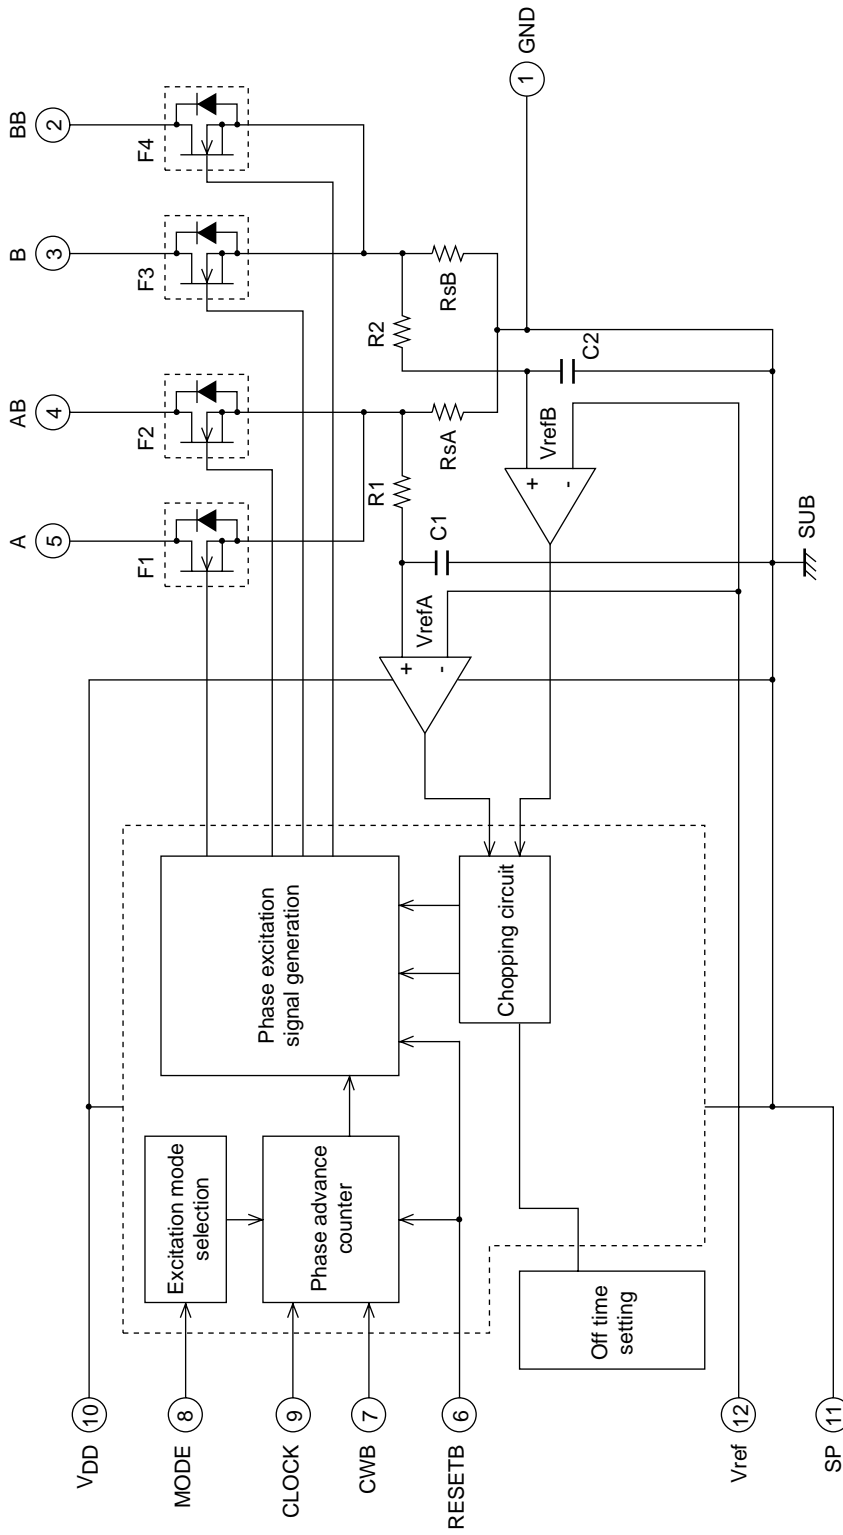 VDD
10
MODE
8
CLOCK
9
CWB
7
RESETB
6
Vref
12
SP
11
Excitation mode
selection
Phase advance
counter
Off time
setting
Phase excitation
signal generation
Chopping circuit
VrefA
+
-
VrefB
+
-
SUB
F1
F2
F3
F4
R1
C1
R2
C2
RsA
RsB
A
5
AB
4
B
3
BB
2
1
GND